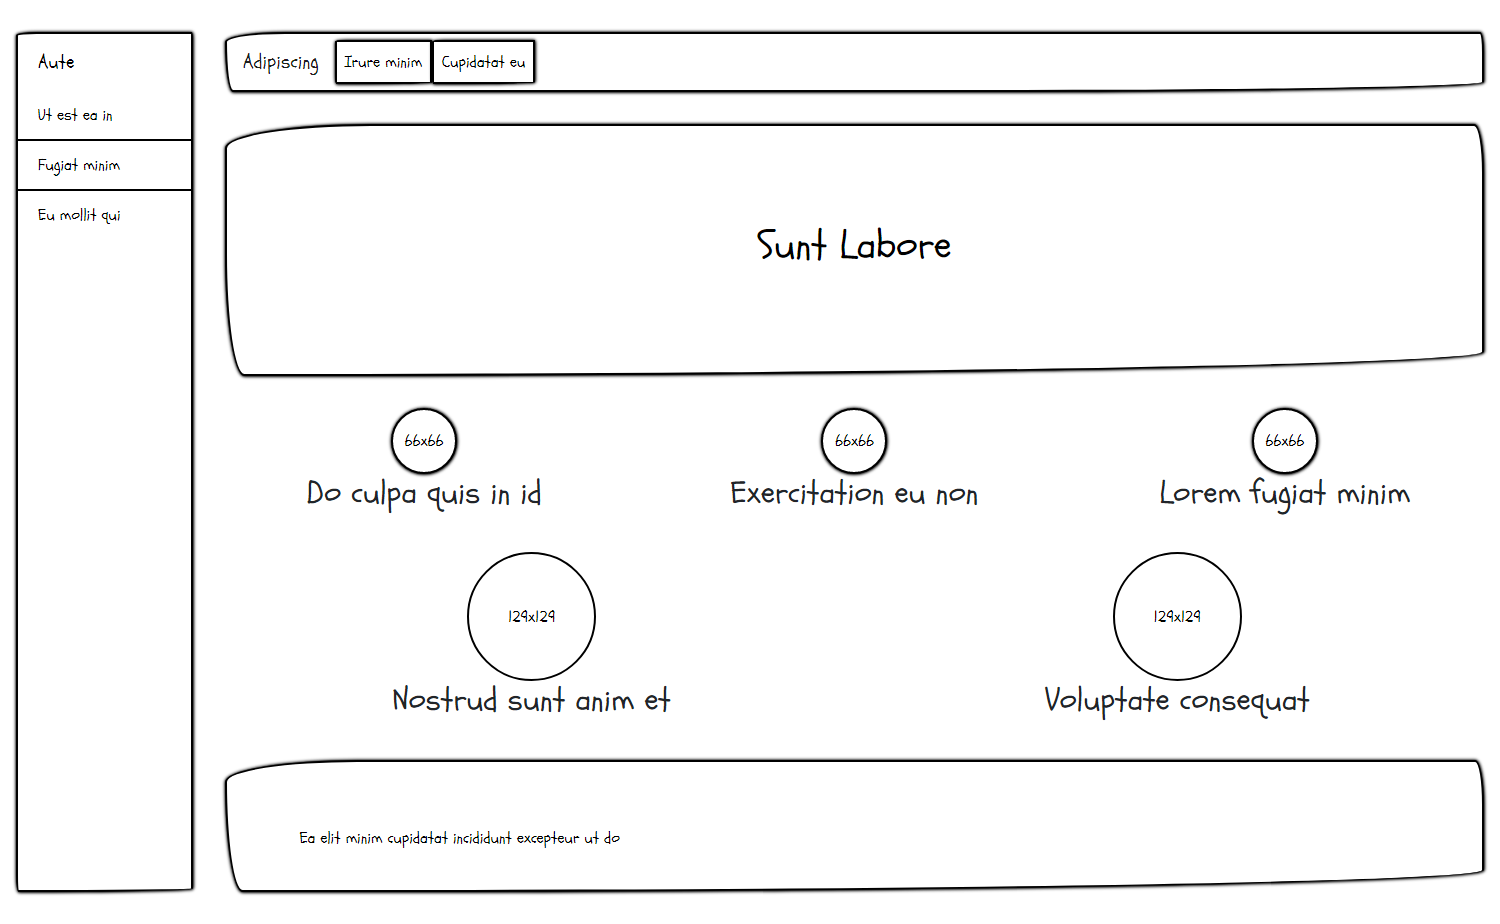 Aute
Ut est ea in
Fugiat minim
Eu mollit qui
Adipiscing Irure minim Cupidatat eu
Sunt Labore
66x66 66x66 66x66
Do culpa quis in id Exercitation eu non Lorem fugiat minim
129x129 129x129
Nostrud sunt anim et Voluptate consequat
Ea elit minim cupidatat incididunt excepteur ut do